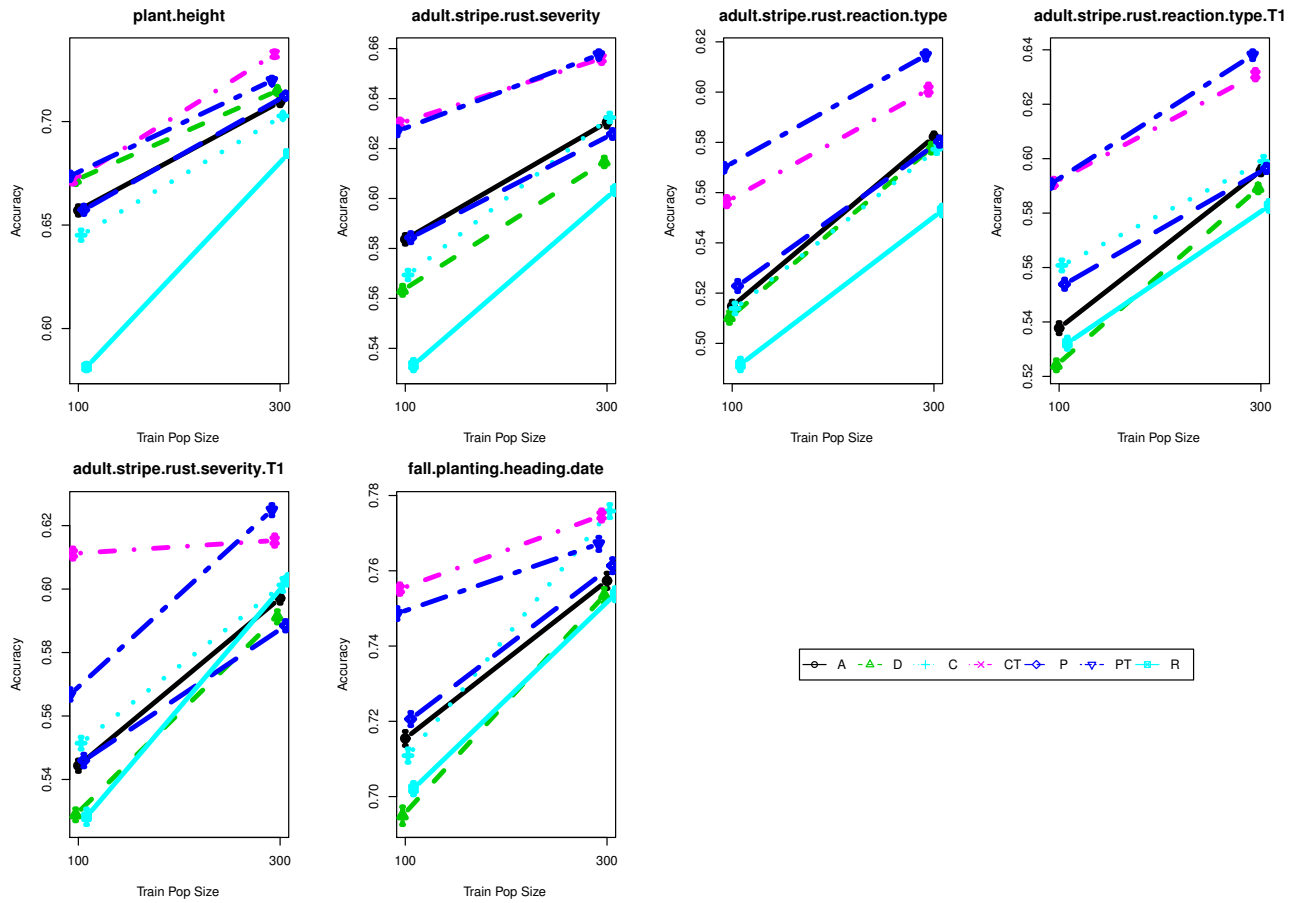 plant.height
0.60 0.65 0.70
Accuracy
100 300
Train Pop Size
adult.stripe.rust.severity
0.54 0.56 0.58 0.60 0.62 0.64 0.66
Accuracy
100 300
Train Pop Size
adult.stripe.rust.reaction.type
0.50 0.52 0.54 0.56 0.58 0.60 0.62
Accuracy
100 300
Train Pop Size
adult.stripe.rust.reaction.type.T1
0.52 0.54 0.56 0.58 0.60 0.62 0.64
Accuracy
100 300
Train Pop Size
adult.stripe.rust.severity.T1
0.54 0.56 0.58 0.60 0.62
Accuracy
100 300
Train Pop Size
fall.planting.heading.date
0.70 0.72 0.74 0.76 0.78
Accuracy
100 300
Train Pop Size
A D C CT P PT R